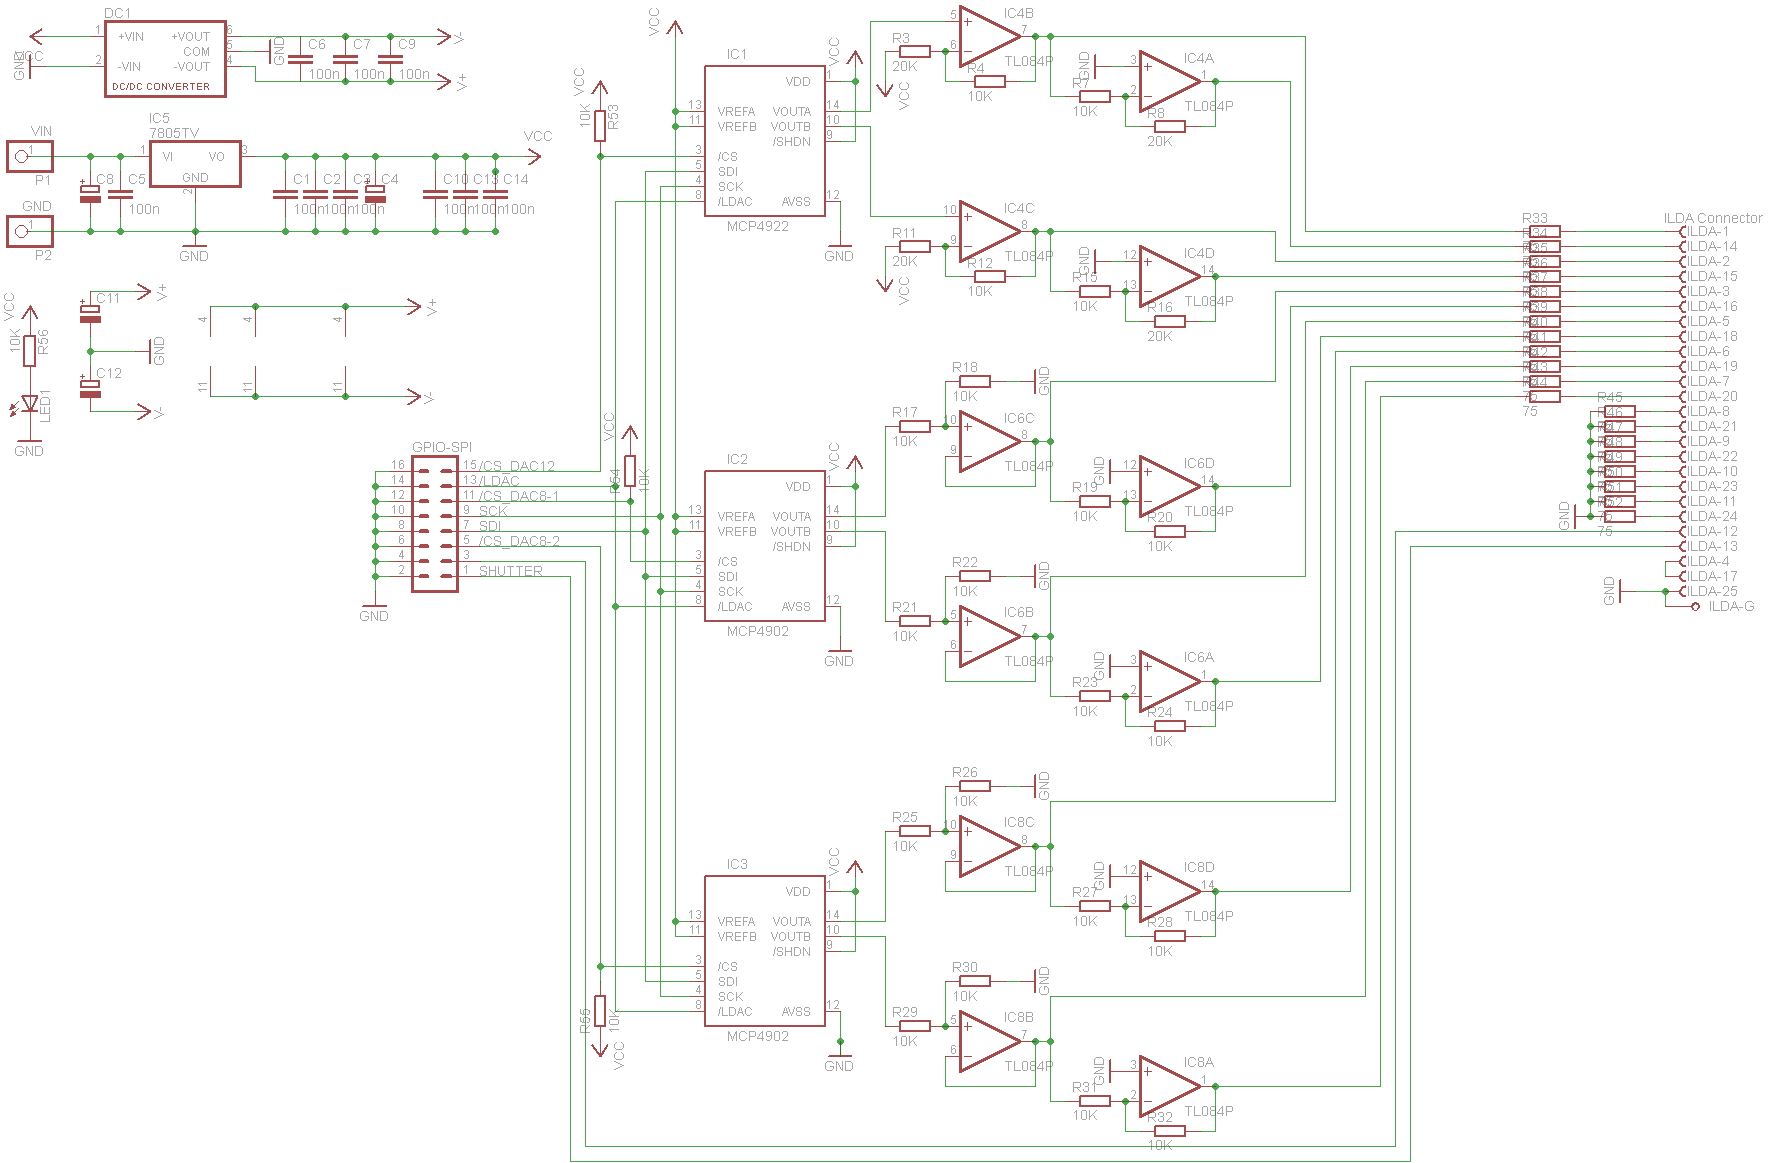 DC1
1 +VIN +VOUT 6
COM 5
2 -VIN -VOUT 4
DC/DC CONVERTER
VCC
GND
GND
C6 C7 C9
100n 100n 100n
V-
V+
VIN
1
P1
GND
1
P2
IC5
7805TV
1 VI VO 3
GND
2
GND
C8 C5
100n
C1 C2 C3 C4
100n 100n 100n
C10 C13 C14
100n 100n 100n
VCC
VCC
10K R56
LED1
GND
C11 V+
GND
C12 V-
4 4 4 V+
11 11 11 V-
GPIO-SPI
16 15 /CS_DAC12
14 13 /LDAC
12 11 /CS_DAC8-1
10 9 SCK
8 7 SDI
6 5 /CS_DAC8-2
4 3
2 1 SHUTTER
GND
VCC
10K R53
VCC
R54 10K
R55 10K
VCC
VCC
IC1
VCC
VDD 1
13 VREFA VOUTA 14
11 VREFB VOUTB 10
/SHDN 9
3 /CS
5 SDI
4 SCK
8 /LDAC AVSS 12
MCP4922
GND
IC2
VCC
VDD 1
13 VREFA VOUTA 14
11 VREFB VOUTB 10
/SHDN 9
3 /CS
5 SDI
4 SCK
8 /LDAC AVSS 12
MCP4902
GND
IC3
VCC
VDD 1
13 VREFA VOUTA 14
11 VREFB VOUTB 10
/SHDN 9
3 /CS
5 SDI
4 SCK
8 /LDAC AVSS 12
MCP4902
GND
IC4B
5 6 7
TL084P
R3
20K
VCC
R4
10K
R7
10K
GND
IC4A
3 2 1
TL084P
R8
20K
IC4C
10 9 8
TL084P
R11
20K
VCC
R12
10K
R15
10K
GND
IC4D
12 13 14
TL084P
R16
20K
R18
10K
GND
R17
10K
IC6C
10 9 8
TL084P
R19
10K
GND
IC6D
12 13 14
TL084P
R20
10K
R22
10K
GND
R21
10K
IC6B
5 6 7
TL084P
R23
10K
GND
IC6A
3 2 1
TL084P
R24
10K
R26
10K
GND
R25
10K
IC8C
10 9 8
TL084P
R27
10K
GND
IC8D
12 13 14
TL084P
R28
10K
R30
10K
GND
R29
10K
IC8B
5 6 7
TL084P
R31
10K
GND
IC8A
3 2 1
TL084P
R32
10K
ILDA Connector
R33 ILDA-1
R34 ILDA-14
R35 ILDA-2
R36 ILDA-15
R37 ILDA-3
R38 ILDA-16
R39 ILDA-5
R40 ILDA-18
R41 ILDA-6
R42 ILDA-19
R43 ILDA-7
R44 ILDA-20
75
75
R45 ILDA-8
R46 ILDA-21
R47 ILDA-9
R48 ILDA-22
R49 ILDA-10
R50 ILDA-23
R51 ILDA-11
R52 ILDA-24
75
75
GND
ILDA-12
ILDA-13
ILDA-4
ILDA-17
ILDA-25
GND
ILDA-G